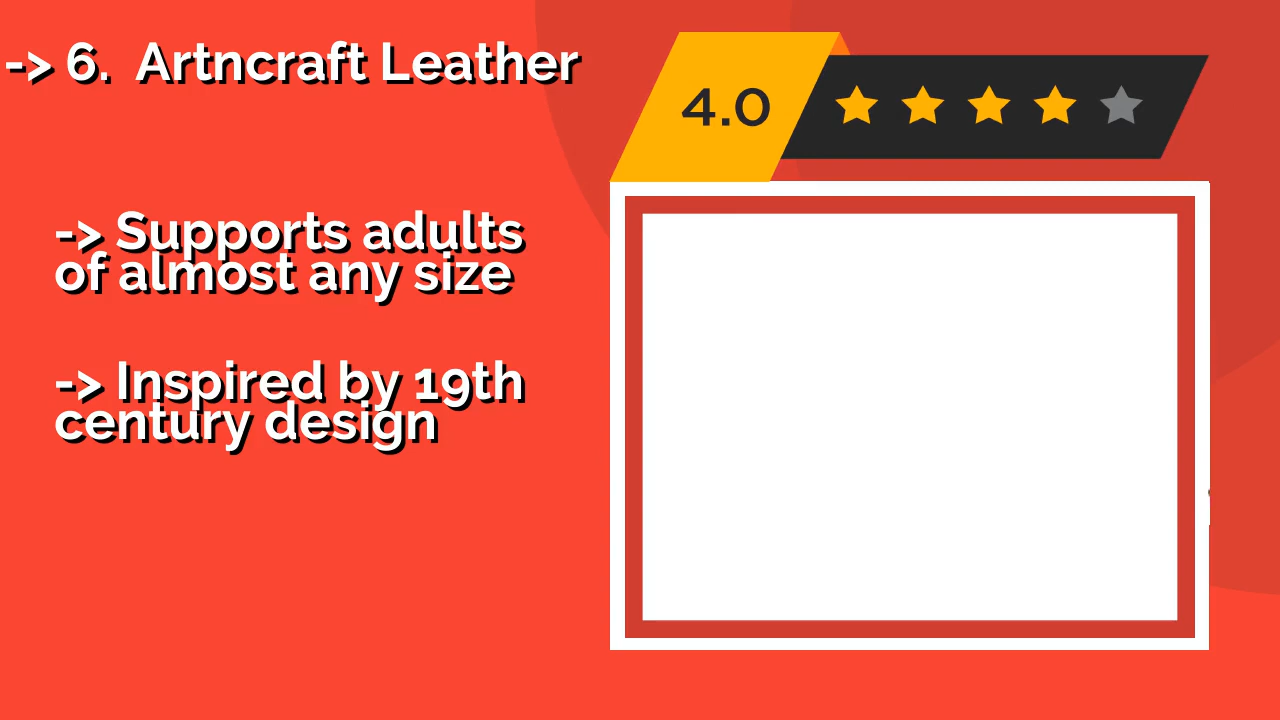 -> 6.  Artncraft Leather
4.0
-> Supports adults
of almost any size
-> Inspired by 19th
century design